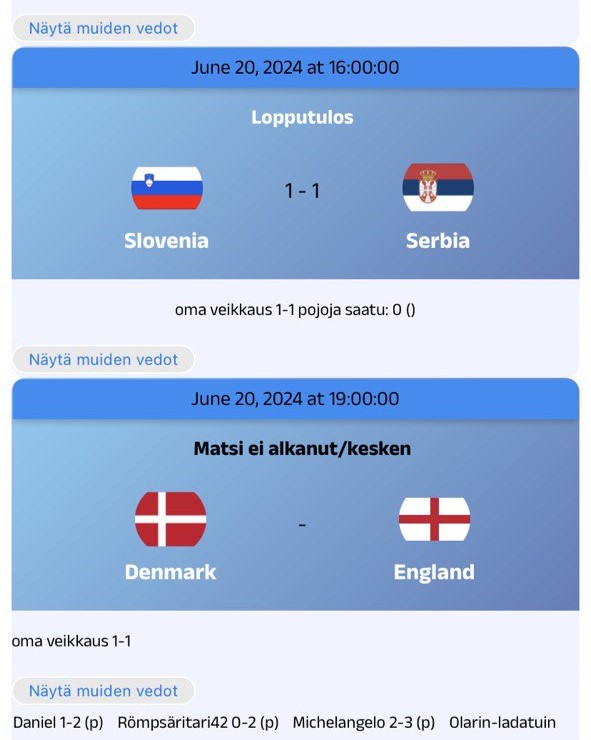 Näytä muiden vedot
June 20, 2024 at 16:00:00
Lopputulos
1 - 1
Slovenia Serbia
oma veikkaus 1-1 pojoja saatu: 0 ()
Näytä muiden vedot
June 20, 2024 at 19:00:00
Matsi ei alkanut/kesken
-
Denmark England
oma veikkaus 1-1
Näytä muiden vedot
Daniel 1-2 (p) Römpsäritari42 0-2 (p) Michelangelo 2-3 (p) Olarin-ladatuin